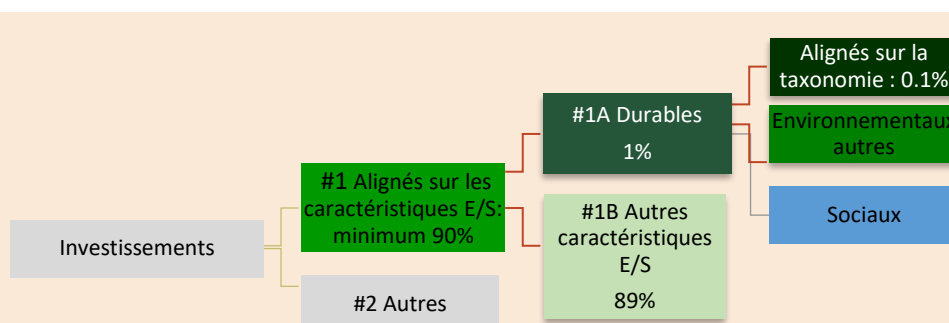 Investissements
#1 Alignés sur les
caractéristiques E/S:
minimum 90%
#2 Autres
#1A Durables
1%
#1B Autres
caractéristiques
E/S
89%
Alignés sur la
taxonomie : 0.1%
Environnementaux
autres
Sociaux